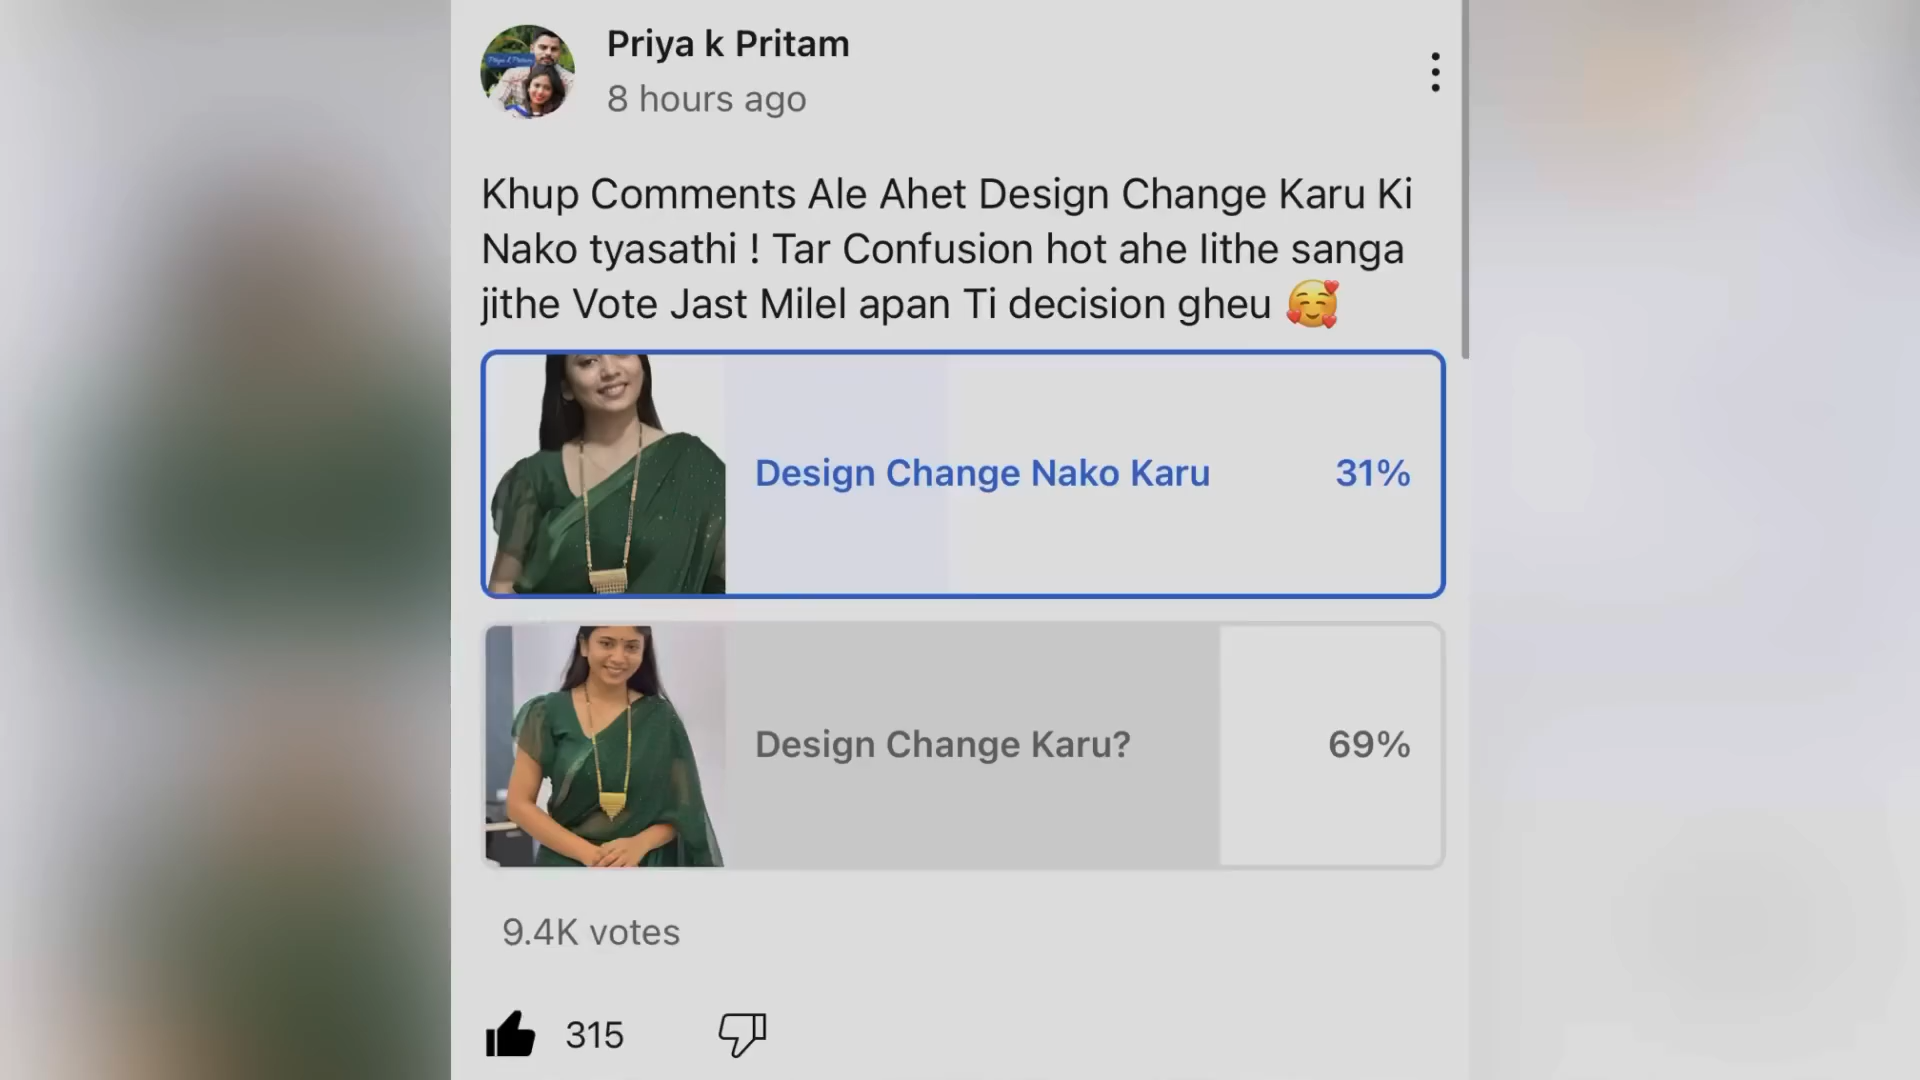 Priya k Pritam
8 hours ago
Khup Comments Ale Ahet Design Change Karu Ki
Nako tyasathi ! Tar Confusion hot ahe Iithe sanga
jithe Vote Jast Milel apan Ti decision gheu 🥰
Design Change Nako Karu 31%
Design Change Karu? 69%
9.4K votes
315